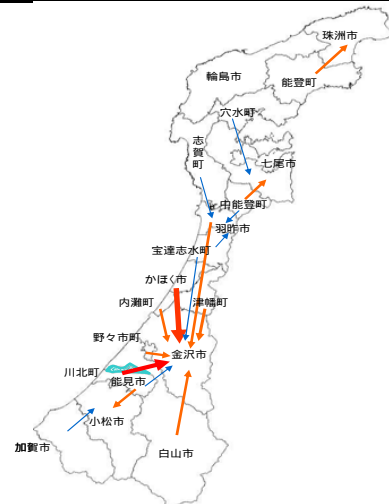 珠洲市
輪島市
能登町
穴水町
志賀町
七尾市
中能登町
羽咋市
宝達志水町
かほく市
内灘町
津幡町
野々市町
金沢市
川北町
能美市
小松市
加賀市
白山市